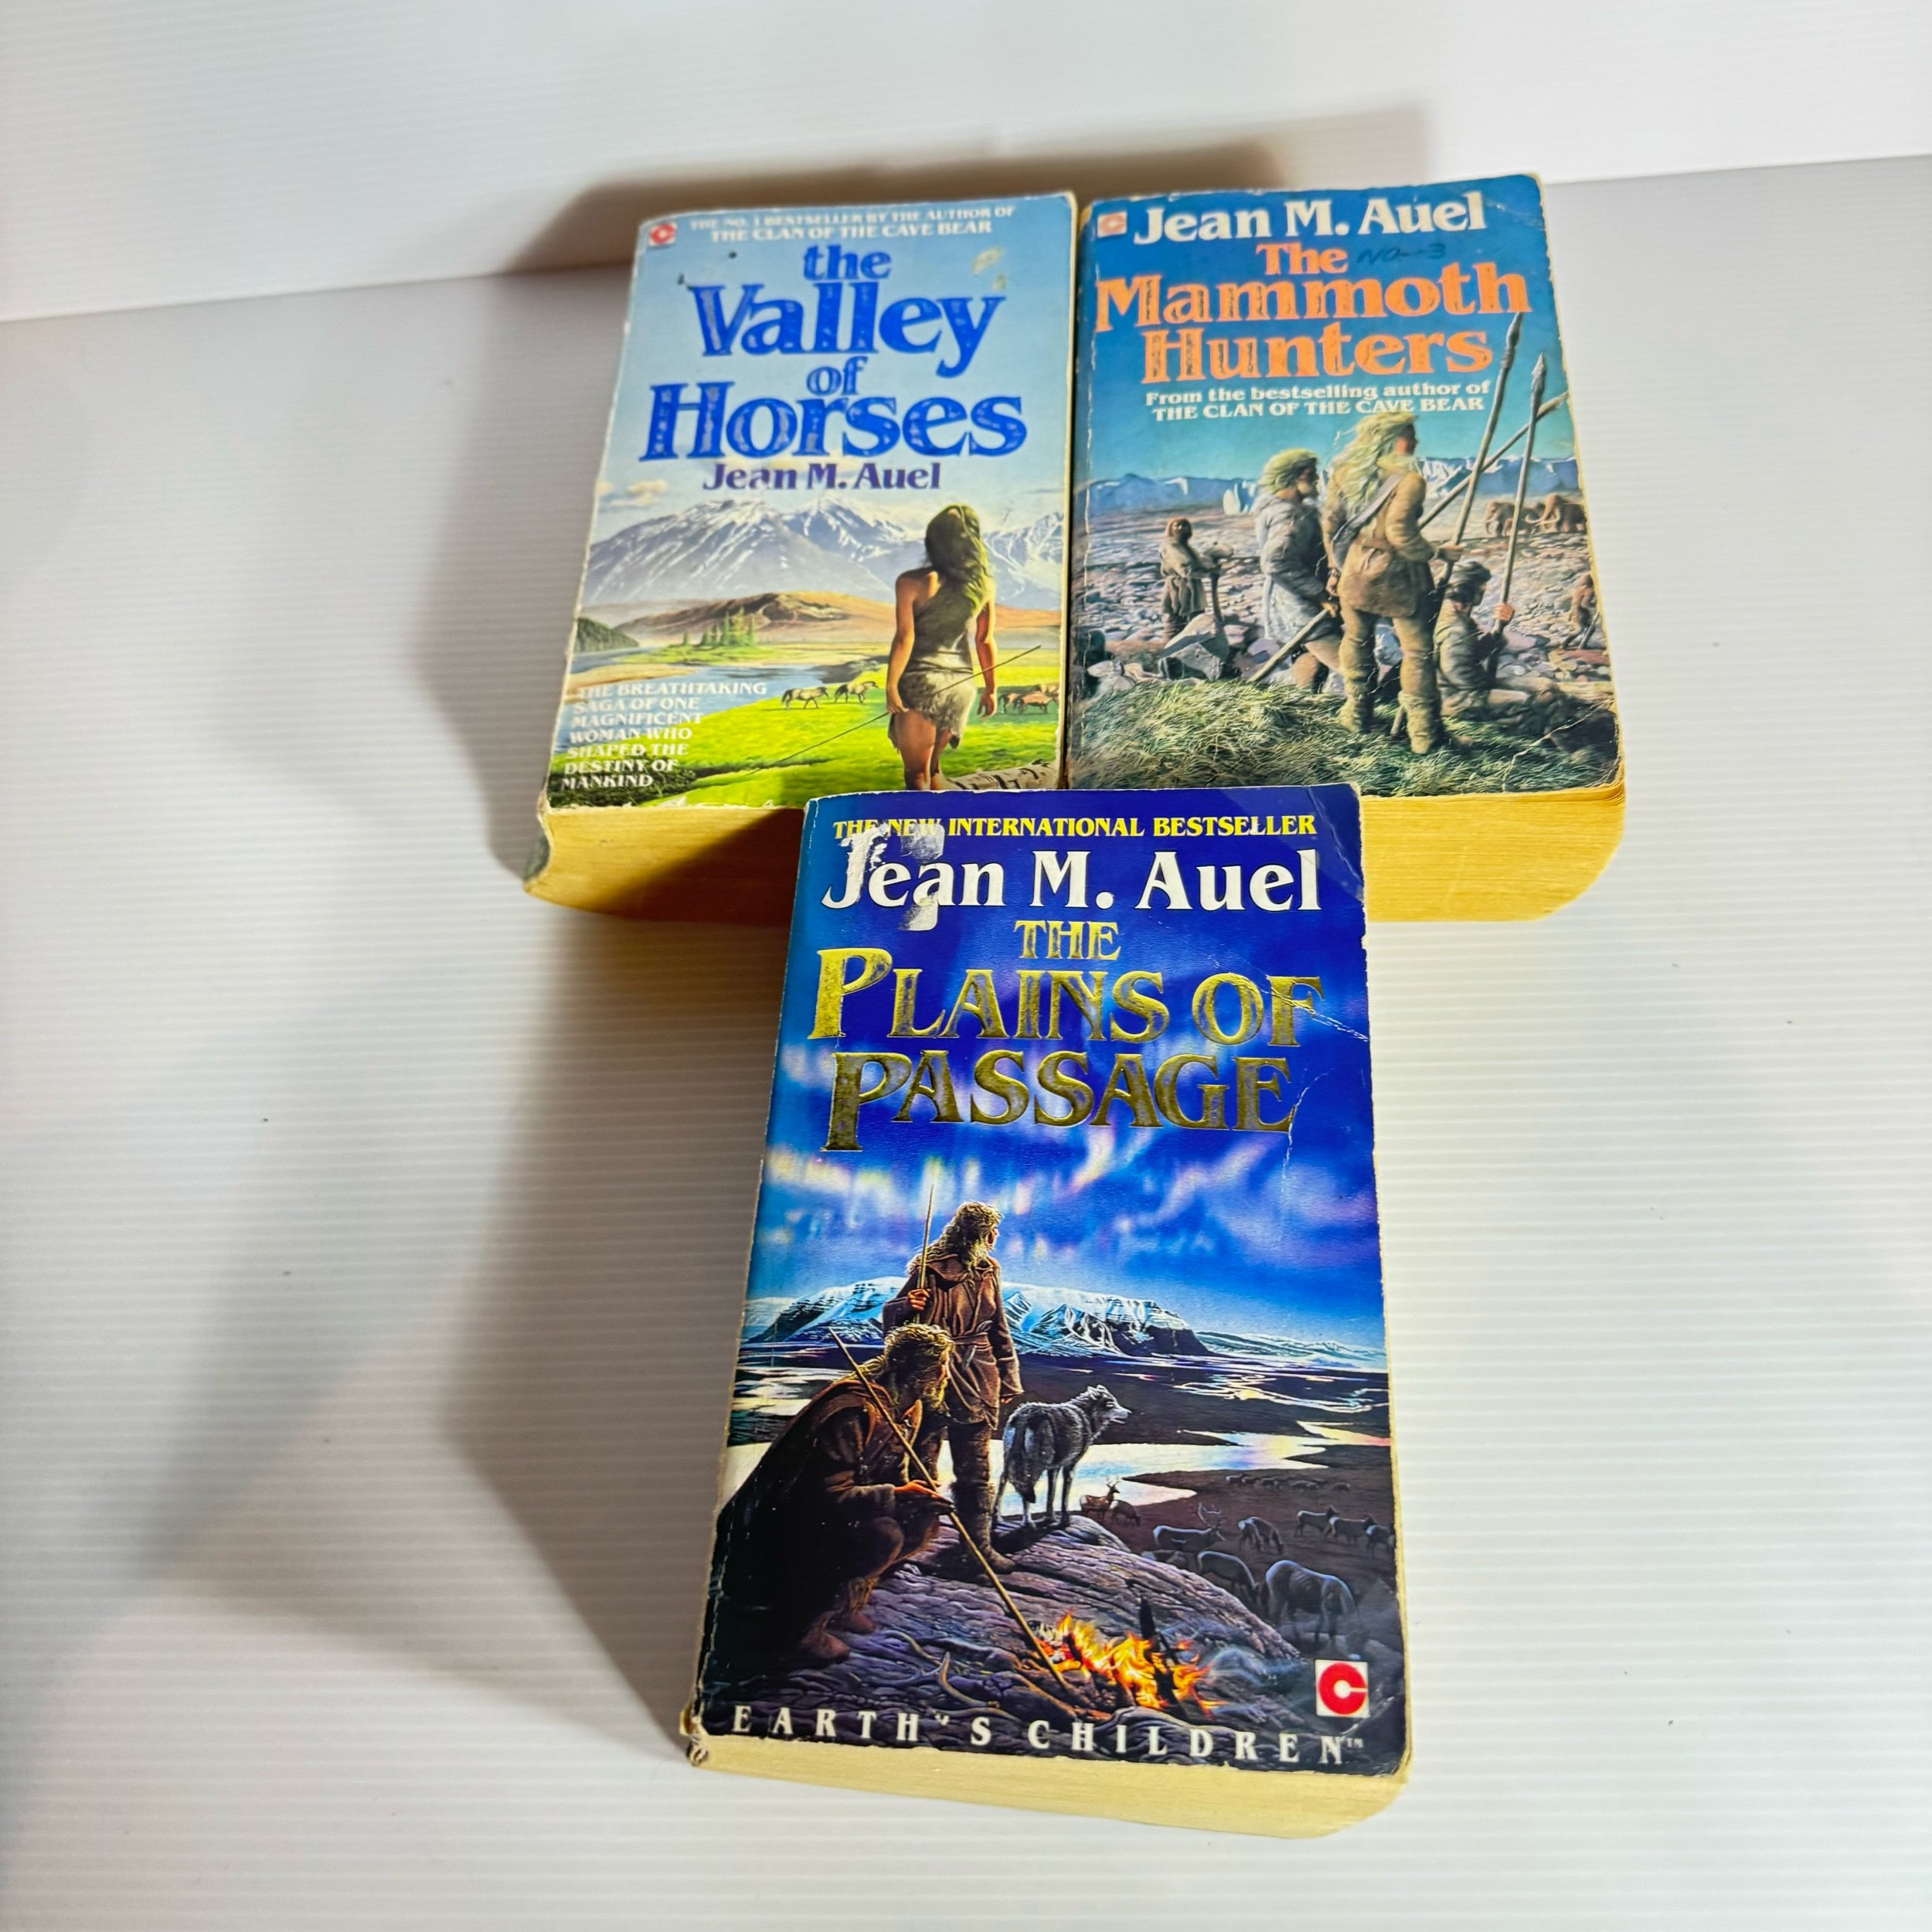 THE NO. 1 BESTSELLER BY THE AUTHOR OF
THE CLAN OF THE CAVE BEAR
the
Valley
of
Horses
Jean M. Auel
THE BREATHTAKING
SAGA OF ONE
MAGNIFICENT
WOMAN WHO
SHAPED THE
DESTINY OF
MANKIND
Jean M. Auel
The NO-3
Mammoth
Hunters
From the bestselling author of
THE CLAN OF THE CAVE BEAR
THE NEW INTERNATIONAL BESTSELLER
Jean M. Auel
THE
PLAINS OF
PASSAGE
C
EARTH'S CHILDREN™